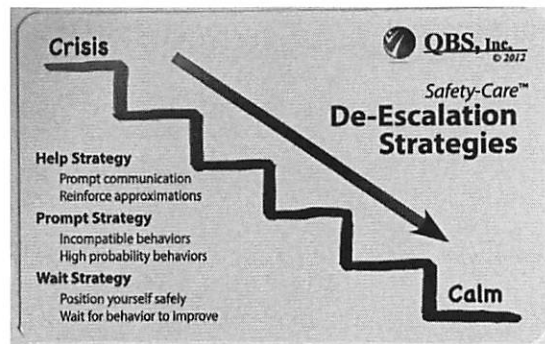 Crisis
QBS, Inc.
© 2012
Safety-Care™
De-Escalation
Strategies
Help Strategy
Prompt communication
Reinforce approximations
Prompt Strategy
Incompatible behaviors
High probability behaviors
Wait Strategy
Position yourself safely
Wait for behavior to improve
Calm